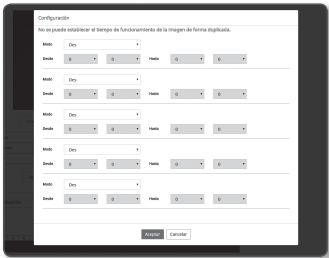 Configuración
No se puede establecer el tiempo de funcionamiento de la imagen de forma duplicada.
Modo Des
Desde 0 0 Hasta 0 0
Modo Des
Desde 0 0 Hasta 0 0
Modo Des
Desde 0 0 Hasta 0 0
Modo Des
Desde 0 0 Hasta 0 0
Modo Des
Desde 0 0 Hasta 0 0
Aceptar Cancelar